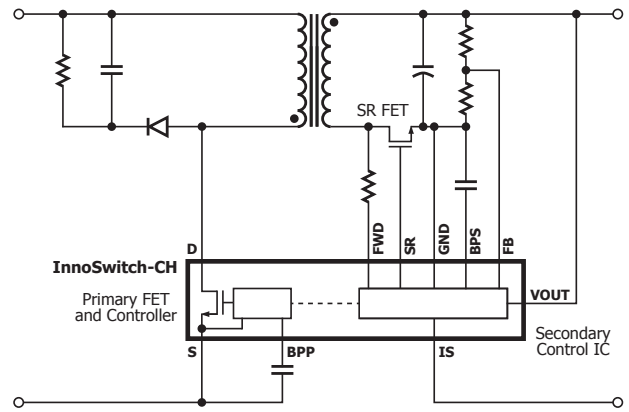 SR FET
D
FWD
SR
GND
BPS
FB
InnoSwitch-CH
Primary FET
and Controller
VOUT
Secondary
Control IC
S
BPP
IS